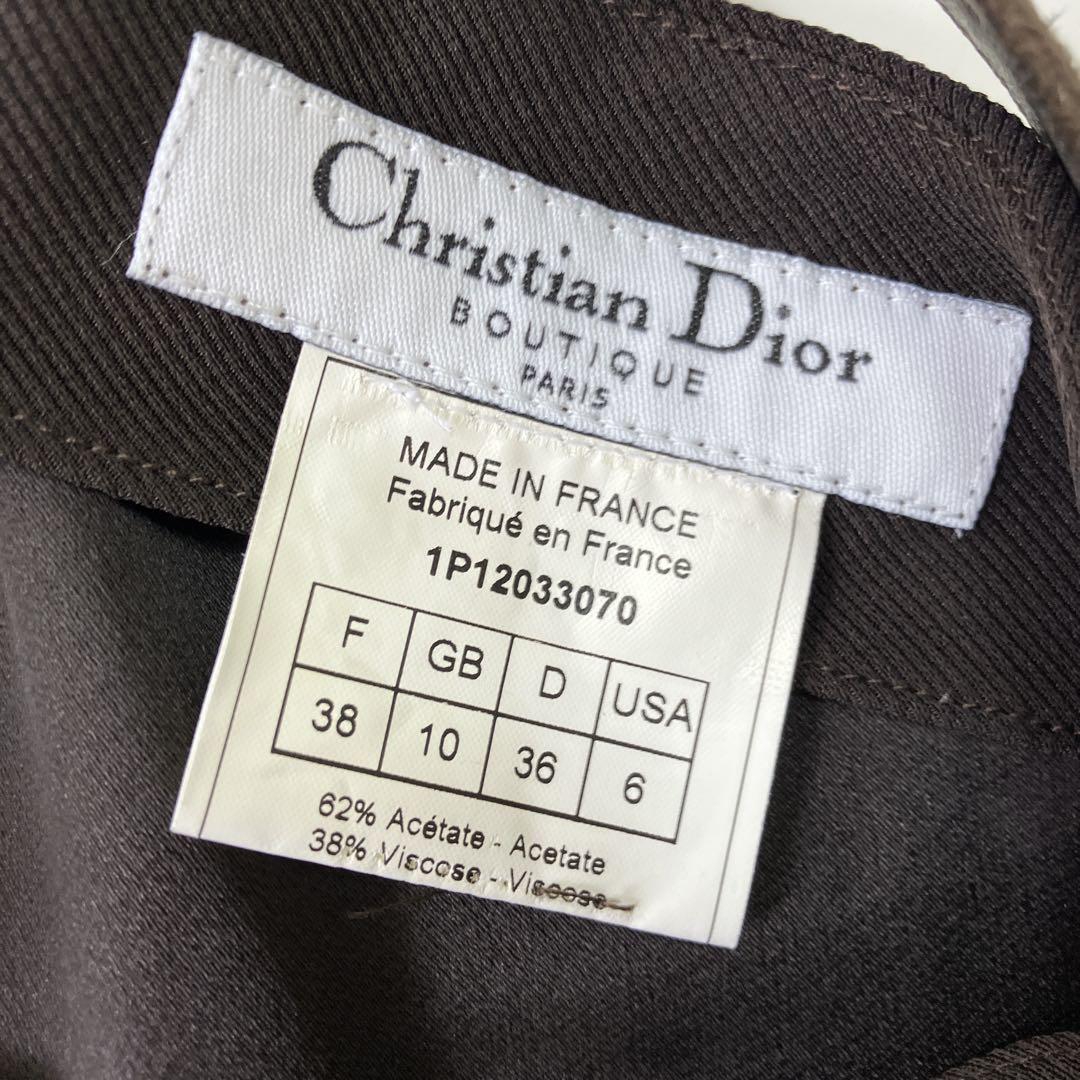 Christian Dior
BOUTIQUE
PARIS
MADE IN FRANCE
Fabriqué en France
1P12033070
F GB D USA
38 10 36 6
62% Acétate - Acetate
38% Viscose - Viscose